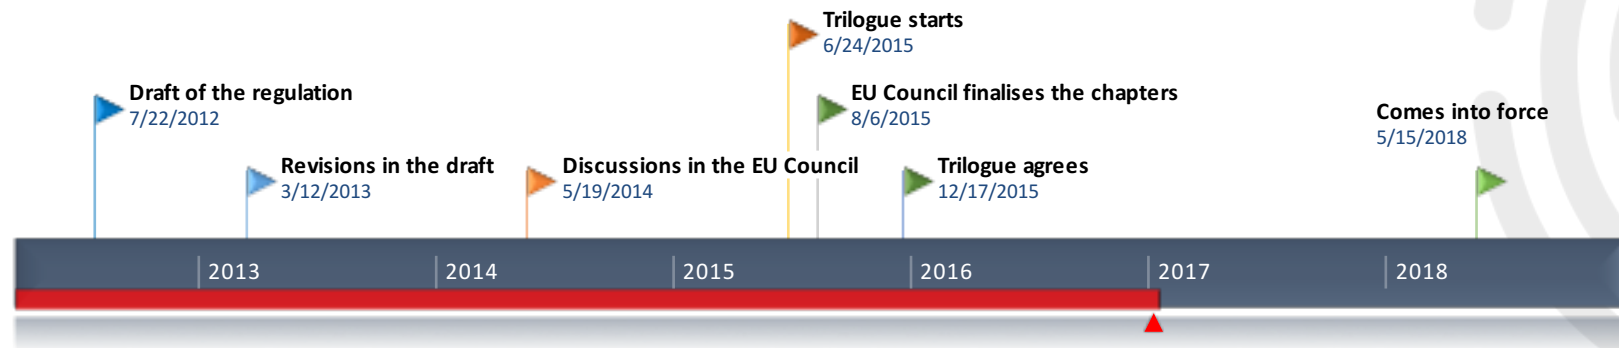 Trilogue starts
6/24/2015
Draft of the regulation
7/22/2012
EU Council finalises the chapters
8/6/2015
Comes into force
5/15/2018
Revisions in the draft
3/12/2013
Discussions in the EU Council
5/19/2014
Trilogue agrees
12/17/2015
2013 2014 2015 2016 2017 2018